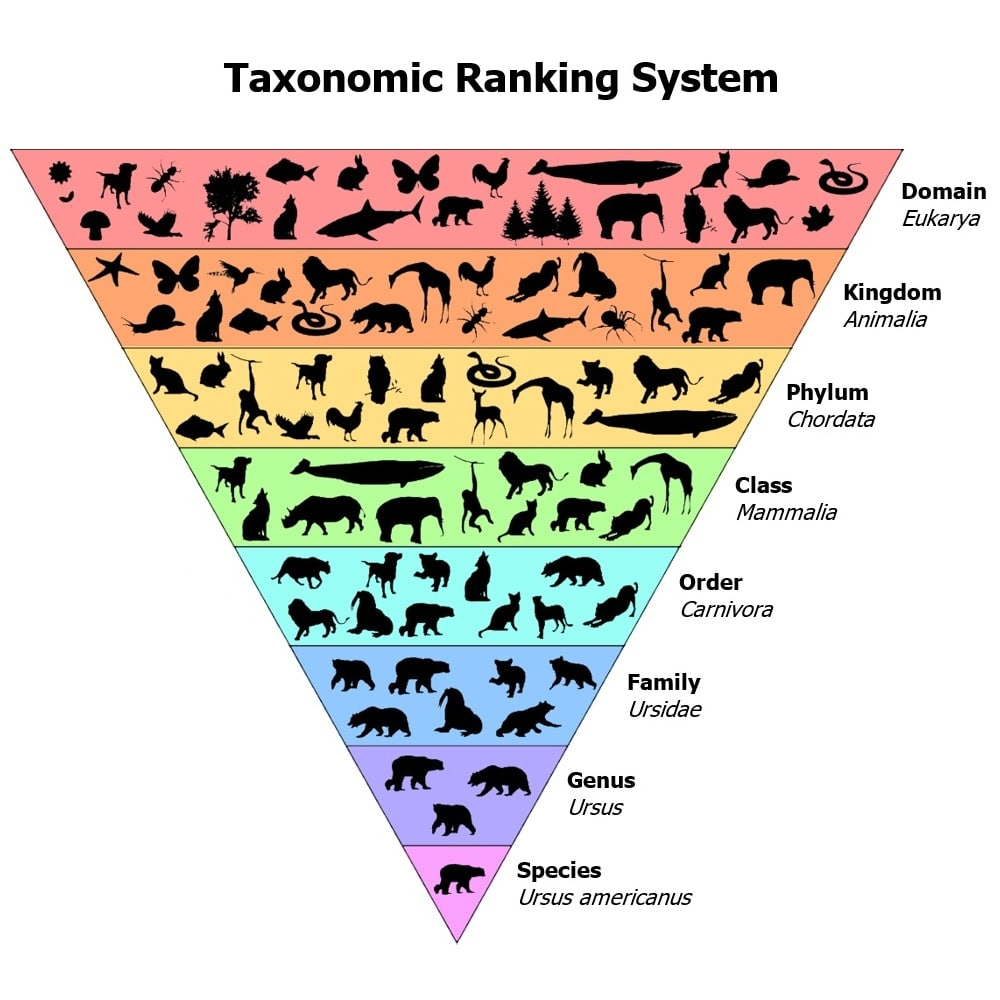 Taxonomic Ranking System
Domain
Eukarya
Kingdom
Animalia
Phylum
Chordata
Class
Mammalia
Order
Carnivora
Family
Ursidae
Genus
Ursus
Species
Ursus americanus